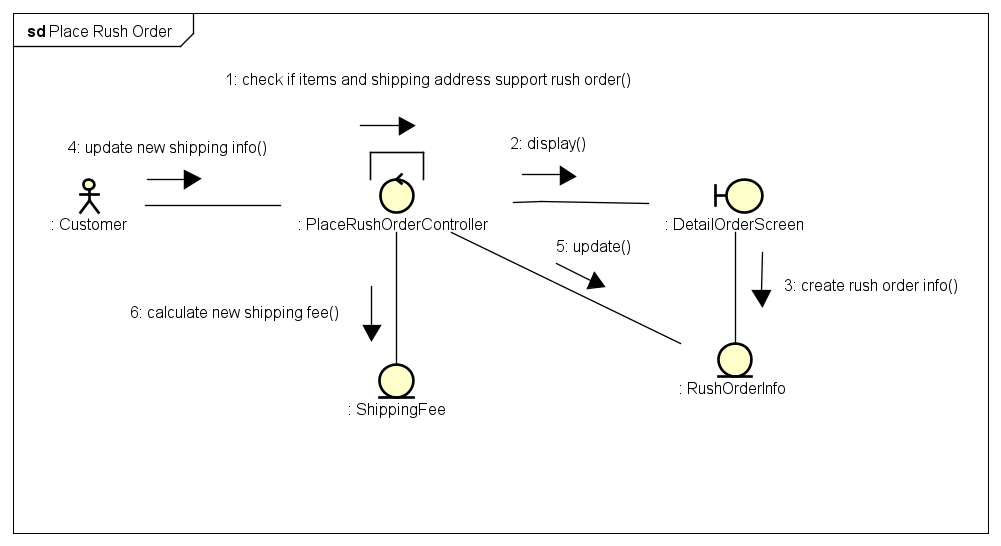 sd Place Rush Order
1: check if items and shipping address support rush order()
4: update new shipping info()
2: display()
: Customer
: PlaceRushOrderController
: DetailOrderScreen
5: update()
3: create rush order info()
6: calculate new shipping fee()
: RushOrderInfo
: ShippingFee